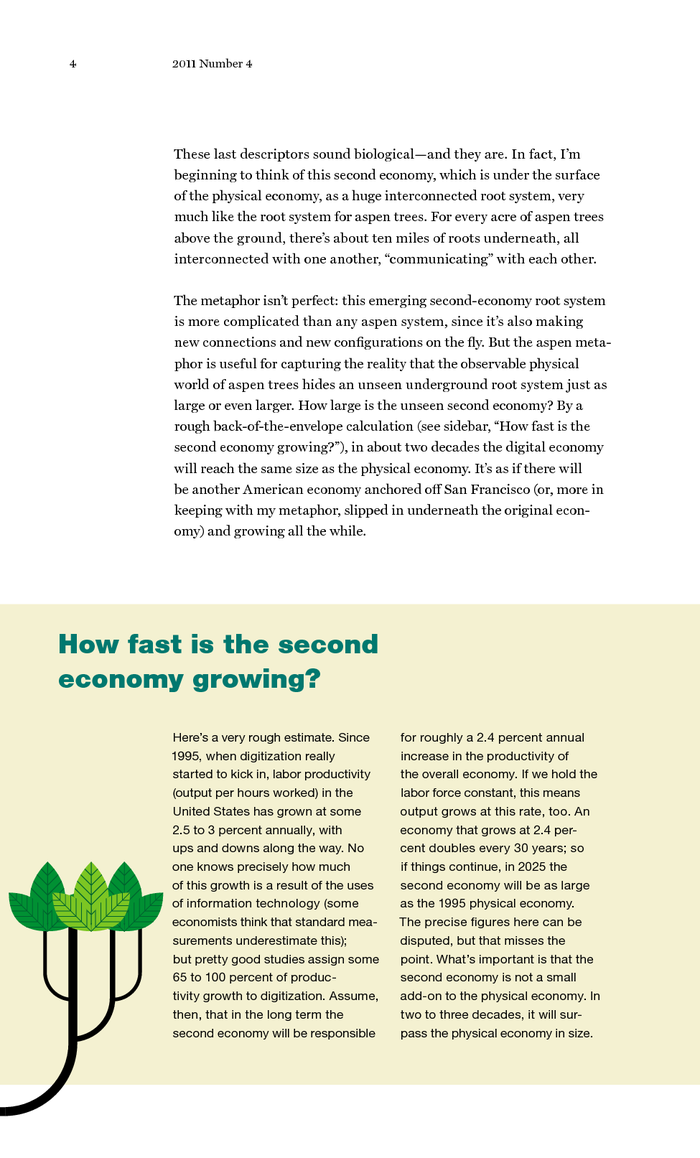 4
2011 Number 4
These last descriptors sound biological—and they are. In fact, I’m
beginning to think of this second economy, which is under the surface
of the physical economy, as a huge interconnected root system, very
much like the root system for aspen trees. For every acre of aspen trees
above the ground, there’s about ten miles of roots underneath, all
interconnected with one another, “communicating” with each other.
The metaphor isn’t perfect: this emerging second-economy root system
is more complicated than any aspen system, since it’s also making
new connections and new configurations on the fly. But the aspen meta-
phor is useful for capturing the reality that the observable physical
world of aspen trees hides an unseen underground root system just as
large or even larger. How large is the unseen second economy? By a
rough back-of-the-envelope calculation (see sidebar, “How fast is the
second economy growing?”), in about two decades the digital economy
will reach the same size as the physical economy. It’s as if there will
be another American economy anchored off San Francisco (or, more in
keeping with my metaphor, slipped in underneath the original econ-
omy) and growing all the while.
How fast is the second
economy growing?
Here’s a very rough estimate. Since
1995, when digitization really
started to kick in, labor productivity
(output per hours worked) in the
United States has grown at some
2.5 to 3 percent annually, with
ups and downs along the way. No
one knows precisely how much
of this growth is a result of the uses
of information technology (some
economists think that standard mea-
surements underestimate this);
but pretty good studies assign some
65 to 100 percent of produc-
tivity growth to digitization. Assume,
then, that in the long term the
second economy will be responsible
for roughly a 2.4 percent annual
increase in the productivity of
the overall economy. If we hold the
labor force constant, this means
output grows at this rate, too. An
economy that grows at 2.4 per-
cent doubles every 30 years; so
if things continue, in 2025 the
second economy will be as large
as the 1995 physical economy.
The precise figures here can be
disputed, but that misses the
point. What’s important is that the
second economy is not a small
add-on to the physical economy. In
two to three decades, it will sur-
pass the physical economy in size.